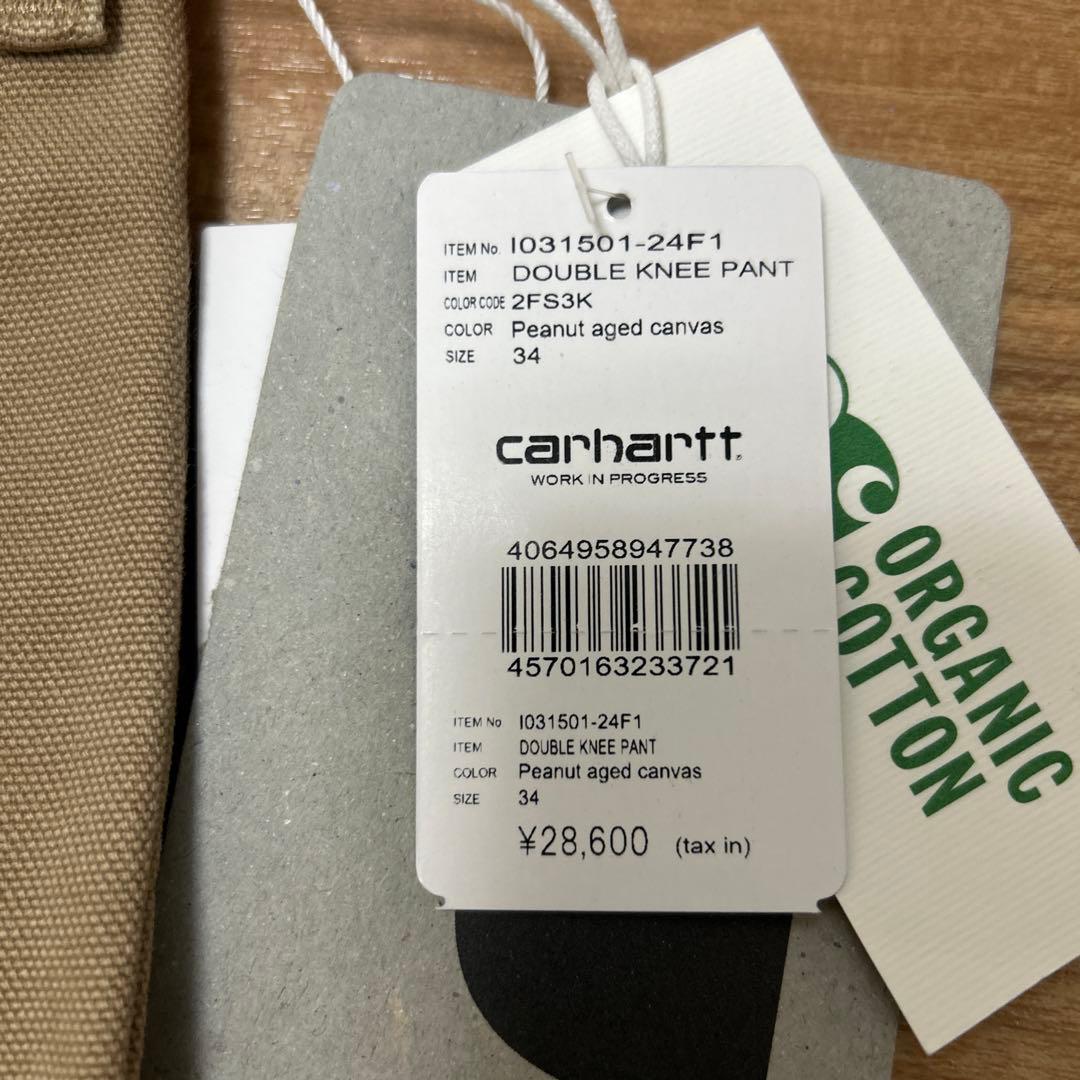 ITEM No. I031501-24F1
ITEM DOUBLE KNEE PANT
COLOR CODE 2FS3K
COLOR Peanut aged canvas
SIZE 34
carhartt
WORK IN PROGRESS
4064958947738
4570163233721
ITEM No I031501-24F1
ITEM DOUBLE KNEE PANT
COLOR Peanut aged canvas
SIZE 34
¥28,600 (tax in)
ORGANIC
COTTON